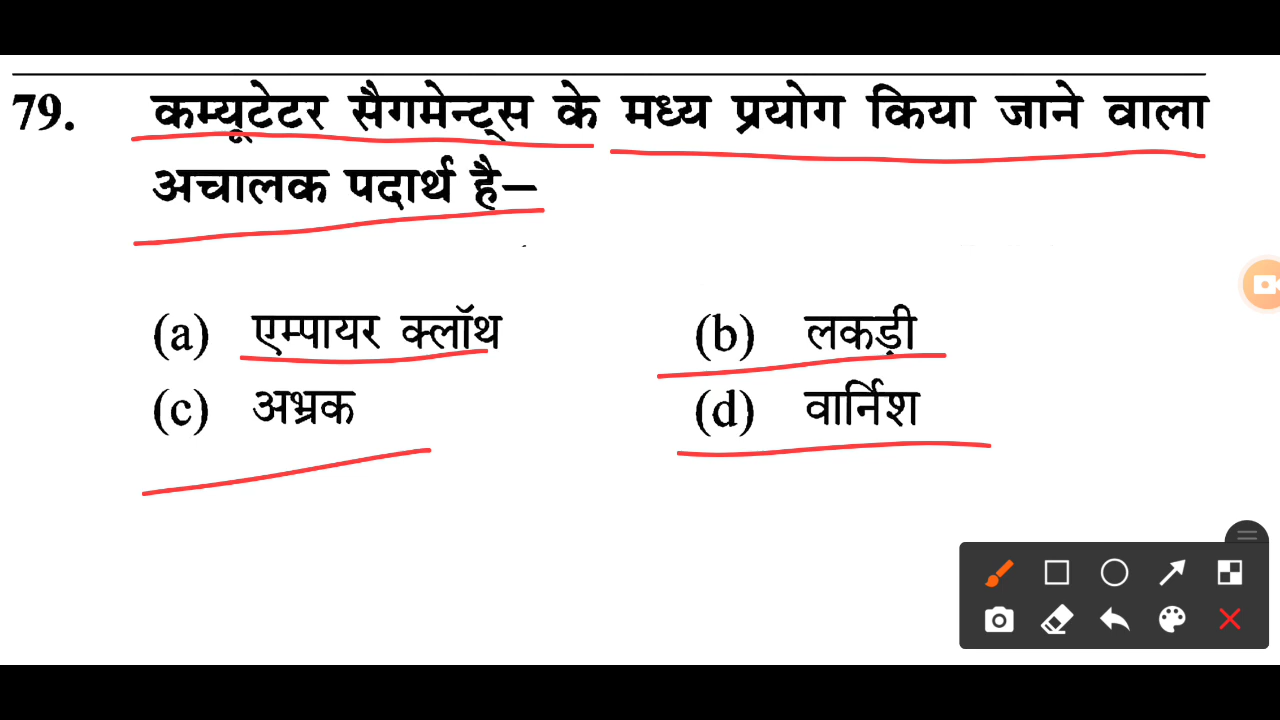 79. कम्यूटेटर सैगमेन्ट्स के मध्य प्रयोग किया जाने वाला
अचालक पदार्थ है–
(a) एम्पायर क्लॉथ (b) लकड़ी
(c) अभ्रक (d) वार्निश